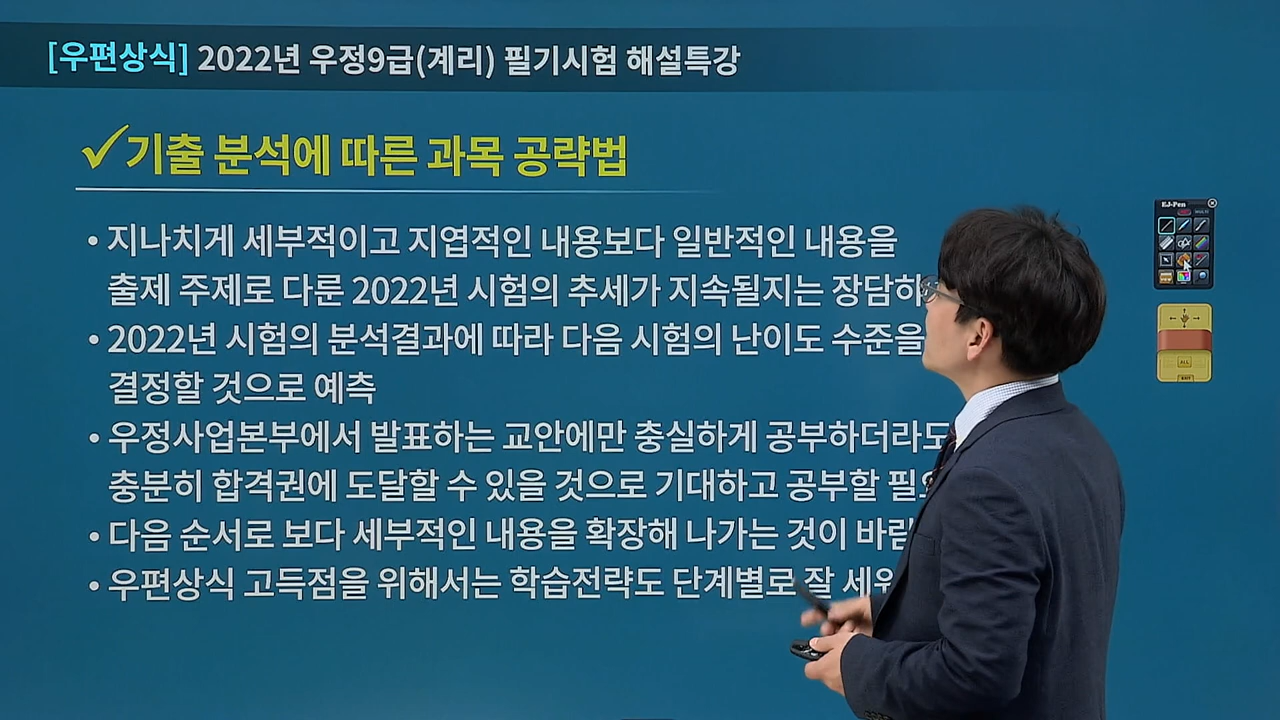 [우편상식] 2022년 우정9급(계리) 필기시험 해설특강
✓기출 분석에 따른 과목 공략법
• 지나치게 세부적이고 지엽적인 내용보다 일반적인 내용을
출제 주제로 다룬 2022년 시험의 추세가 지속될지는
• 2022년 시험의 분석결과에 따라 다음 시험의 난이도 수준을
결정할 것으로 예측
• 우정사업본부에서 발표하는 교안에만 충실하게 공부하더라도
충분히 합격권에 도달할 수 있을 것으로 기대하고 공부할
• 다음 순서로 보다 세부적인 내용을 확장해 나가는 것이
• 우편상식 고득점을 위해서는 학습전략도 단계별로 잘
EJ-Pen
ALL
EXIT